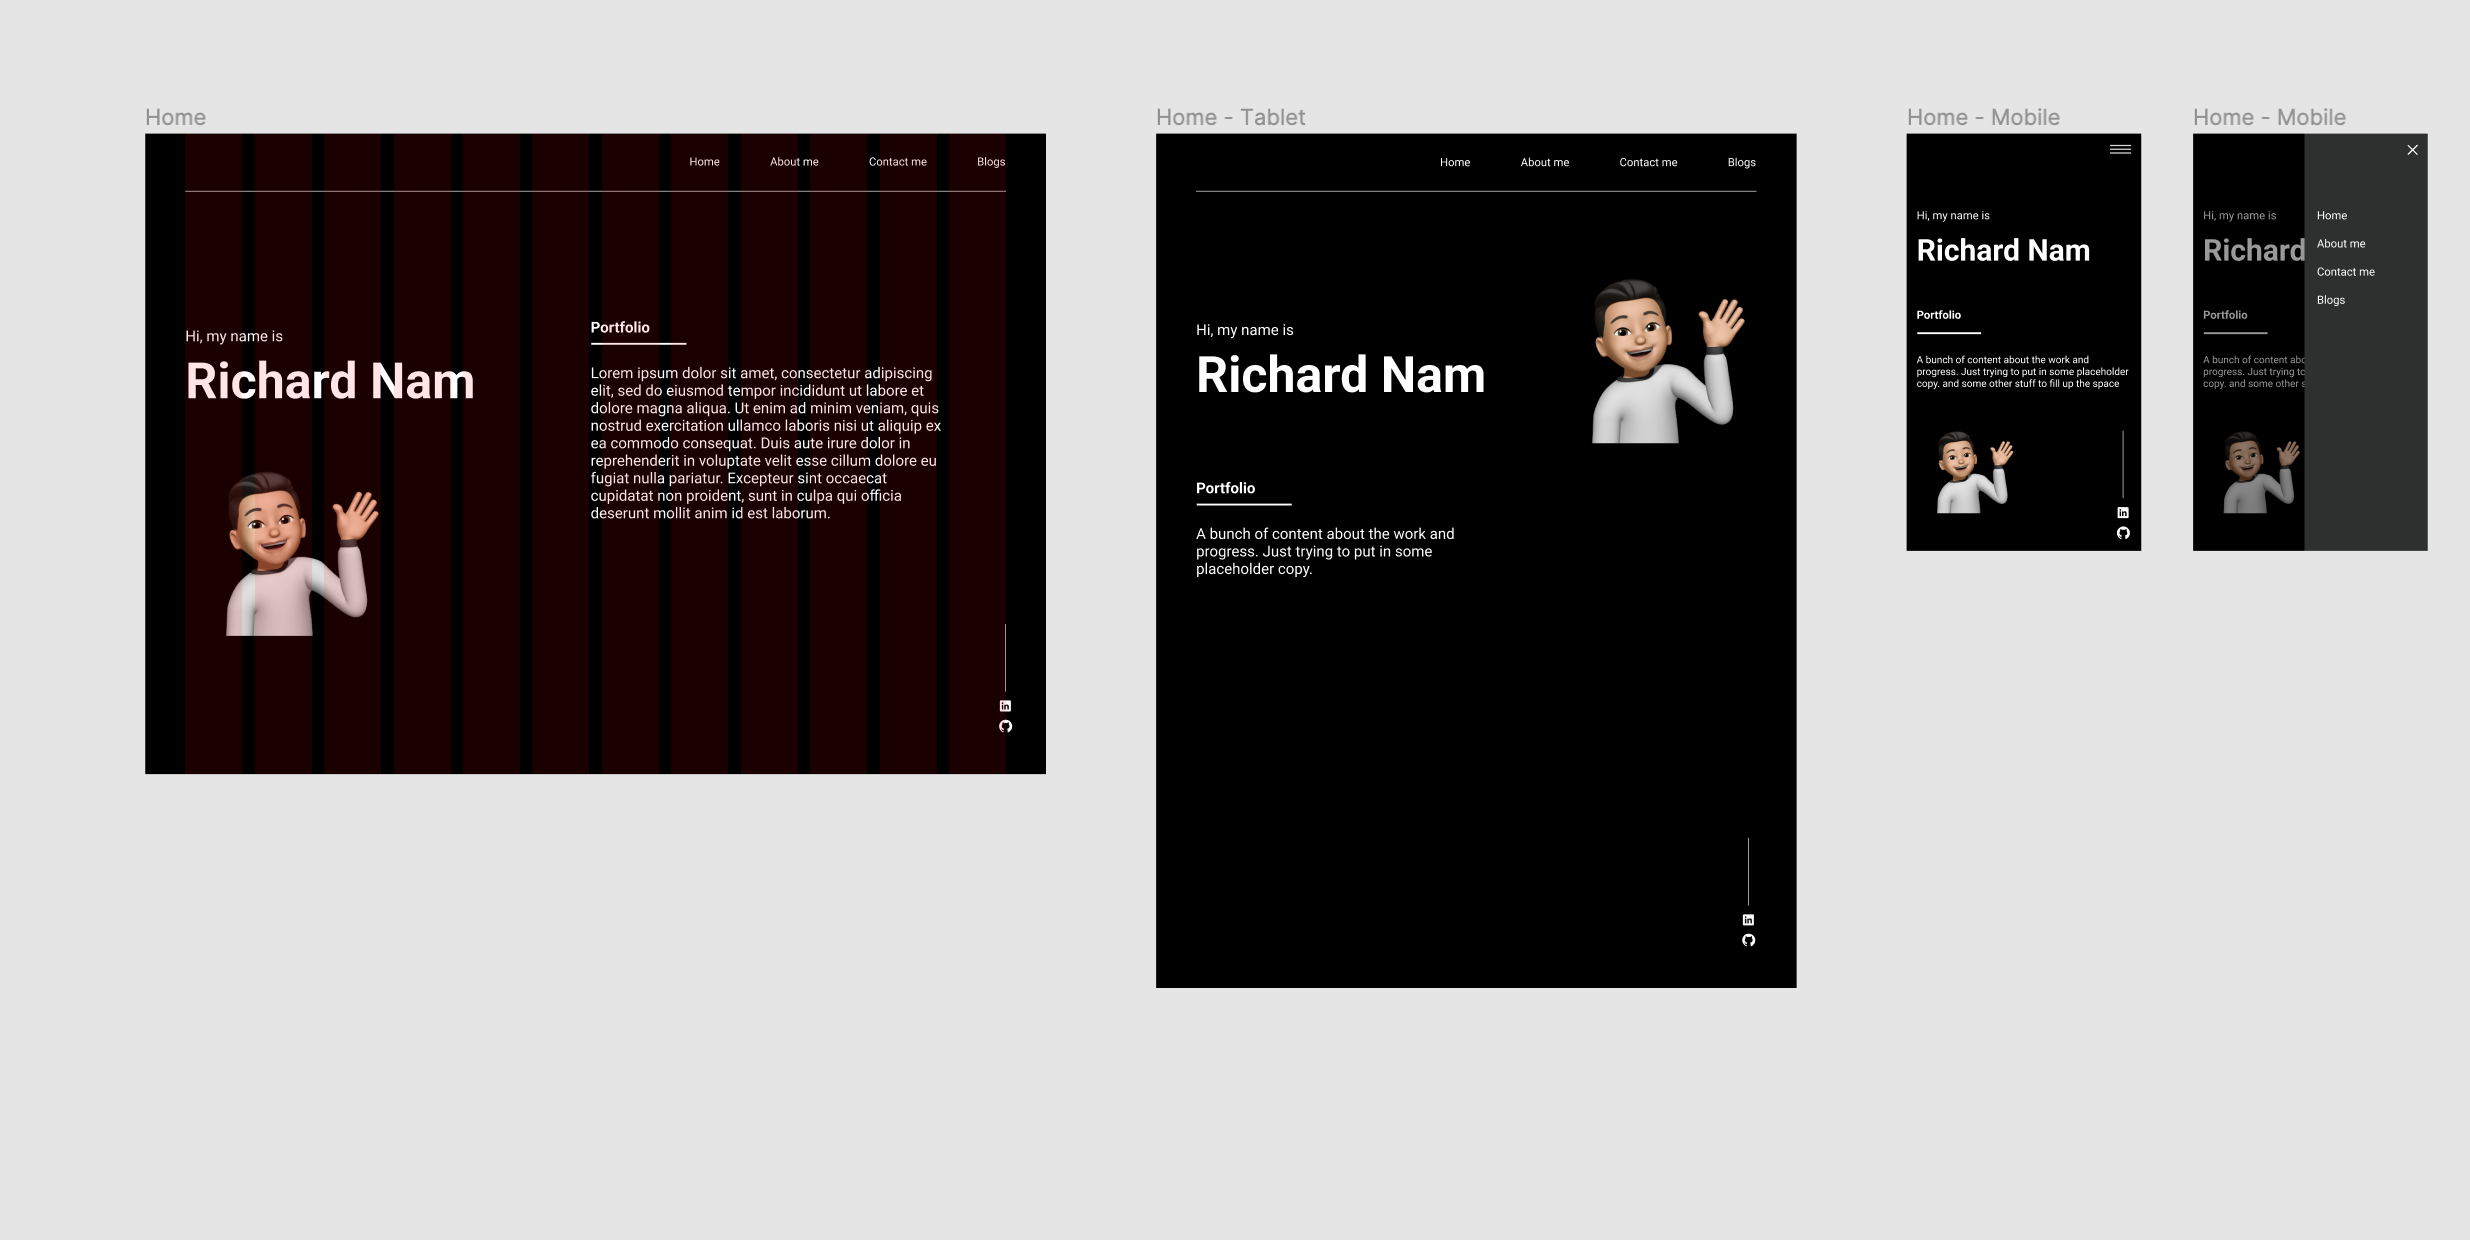 Home
Home
About me
Contact me
Blogs
Hi, my name is
Richard Nam
Portfolio
Lorem ipsum dolor sit amet, consectetur adipiscing
elit, sed do eiusmod tempor incididunt ut labore et
dolore magna aliqua. Ut enim ad minim veniam, quis
nostrud exercitation ullamco laboris nisi ut aliquip ex
ea commodo consequat. Duis aute irure dolor in
reprehenderit in voluptate velit esse cillum dolore eu
fugiat nulla pariatur. Excepteur sint occaecat
cupidatat non proident, sunt in culpa qui officia
deserunt mollit anim id est laborum.
in
Home - Tablet
Home
About me
Contact me
Blogs
Hi, my name is
Richard Nam
Portfolio
A bunch of content about the work and
progress. Just trying to put in some
placeholder copy.
in
Home - Mobile
Hi, my name is
Richard Nam
Portfolio
A bunch of content about the work and
progress. Just trying to put in some placeholder
copy. and some other stuff to fill up the space
in
Home - Mobile
Hi, my name is
Richard
Portfolio
A bunch of content abo
progress. Just trying to
copy. and some other s
Home
About me
Contact me
Blogs